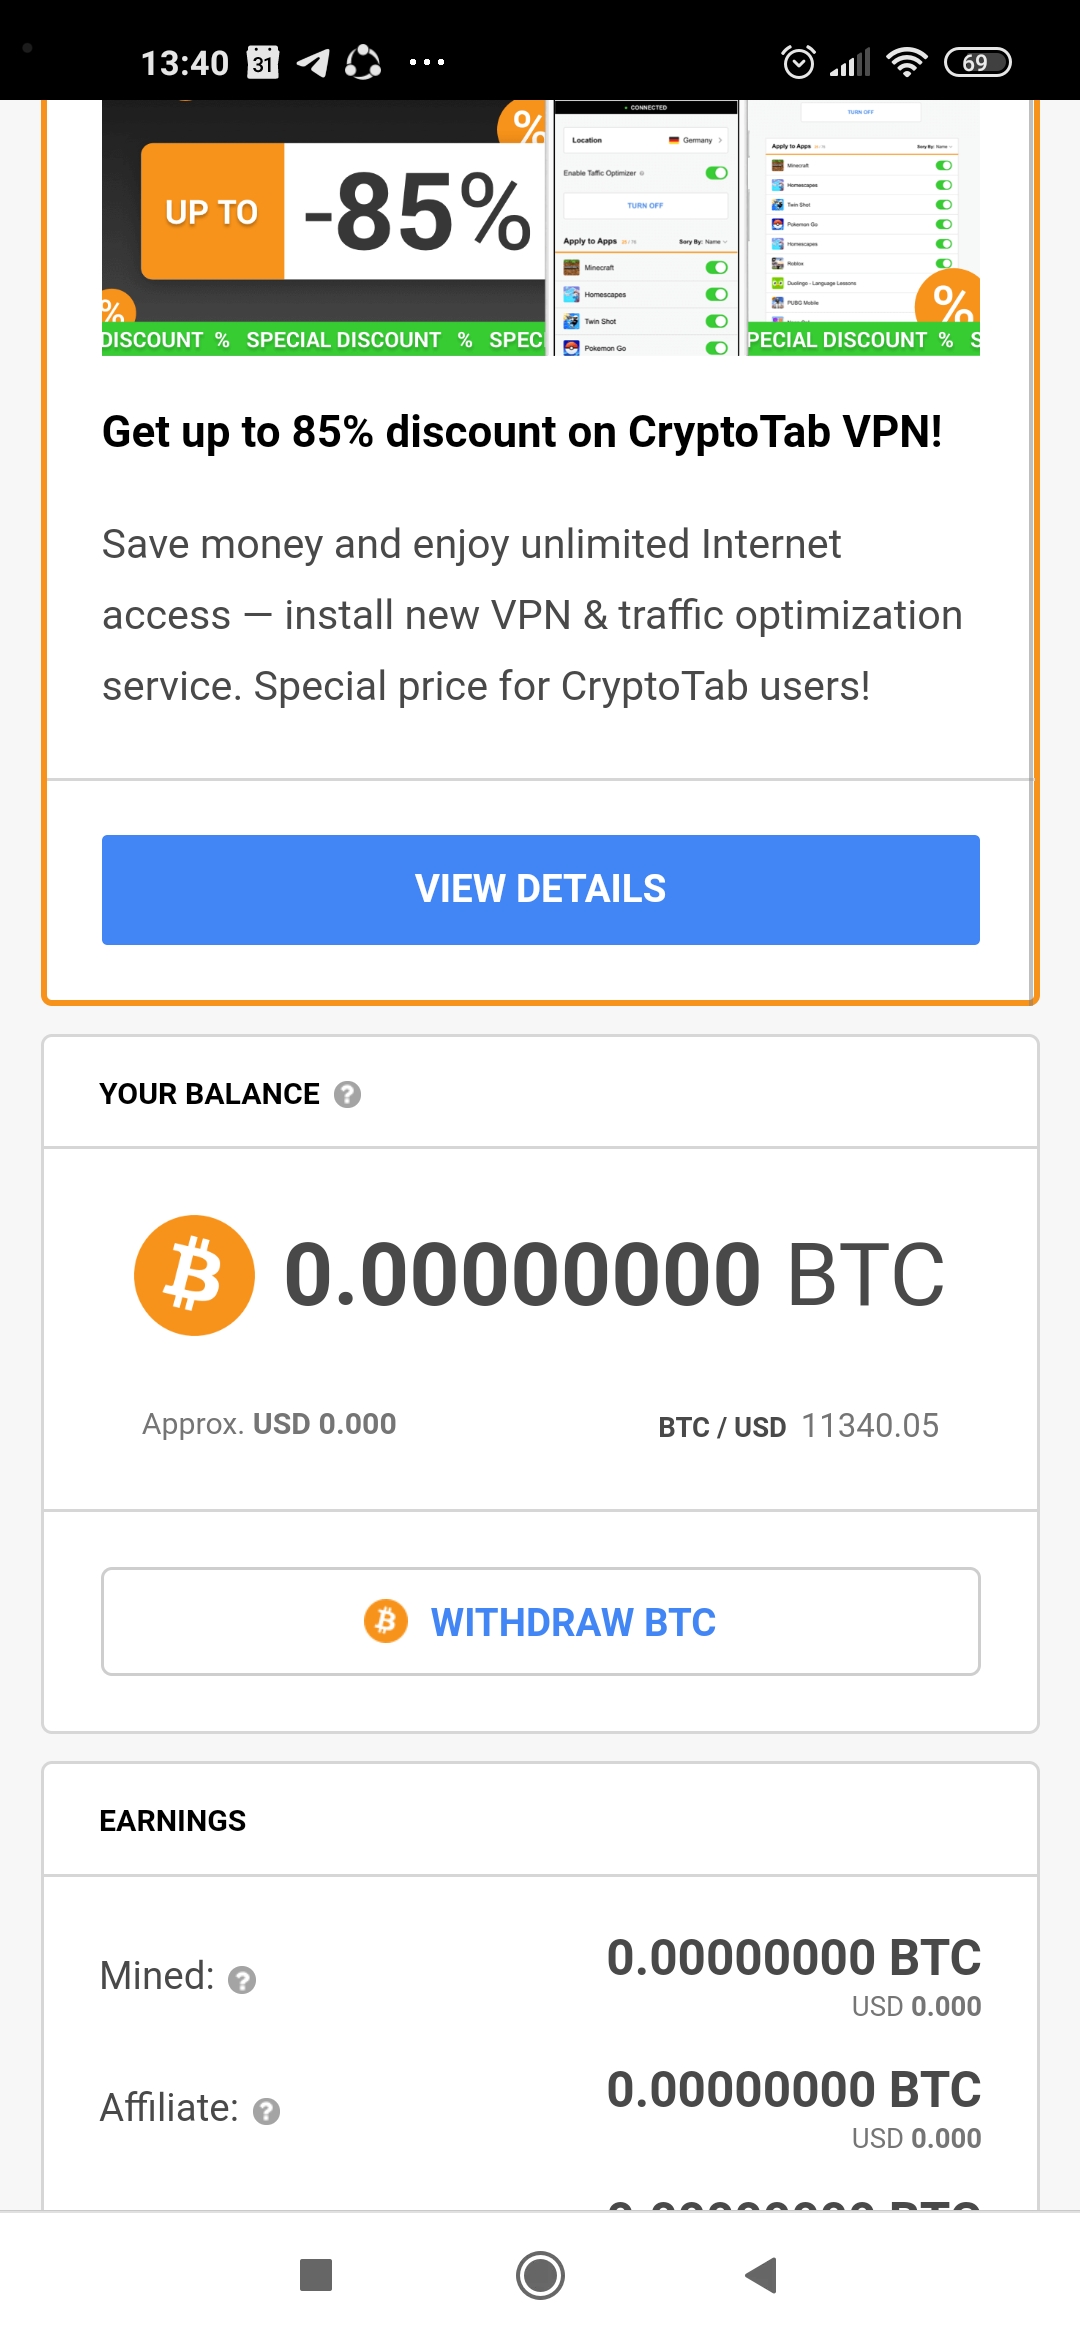 13:40 31 69
CONNECTED
TURN OFF
Location Germany
Enable Taffic Optimizer
TURN OFF
Apply to Apps Sory By: Name
Minecraft
Homescapes
Twin Shot
Pokemon Go
Apply to Apps Sory By: Name
Minecraft
Homescapes
Twin Shot
Pokemon Go
Homescapes
Roblox
Duolingo - Language Lessons
PUBG Mobile
%
UP TO -85%
%
%
DISCOUNT % SPECIAL DISCOUNT % SPEC
PECIAL DISCOUNT % S
Get up to 85% discount on CryptoTab VPN!
Save money and enjoy unlimited Internet
access — install new VPN & traffic optimization
service. Special price for CryptoTab users!
VIEW DETAILS
YOUR BALANCE ?
0.00000000 BTC
Approx. USD 0.000
BTC / USD 11340.05
WITHDRAW BTC
EARNINGS
Mined: ? 0.00000000 BTC
USD 0.000
Affiliate: ? 0.00000000 BTC
USD 0.000